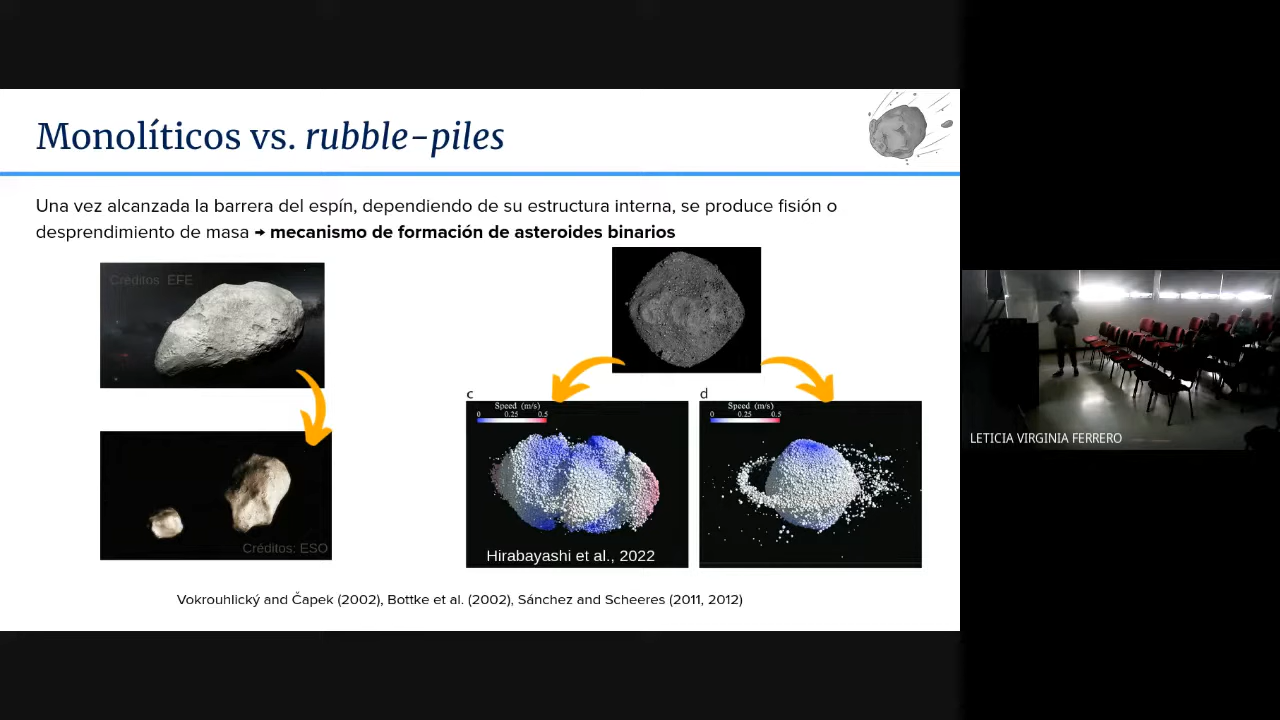 Monolíticos vs. rubble-piles
Una vez alcanzada la barrera del espín, dependiendo de su estructura interna, se produce fisión o
desprendimiento de masa → mecanismo de formación de asteroides binarios
Créditos EFE
Créditos: ESO
c
Speed (m/s)
0 0.25 0.5
Hirabayashi et al., 2022
d
Speed (m/s)
0 0.25 0.5
Vokrouhlický and Čapek (2002), Bottke et al. (2002), Sánchez and Scheeres (2011, 2012)
LETICIA VIRGINIA FERRERO